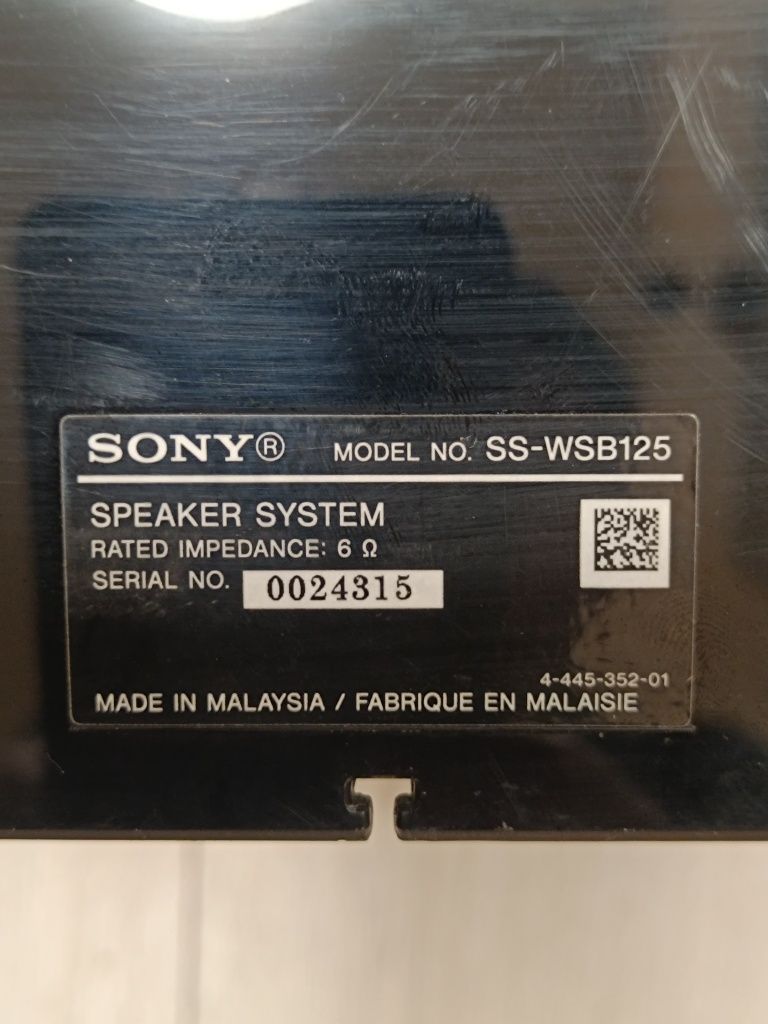 SONY® MODEL NO. SS-WSB125
SPEAKER SYSTEM
RATED IMPEDANCE: 6 Ω
SERIAL NO. 0024315
4-445-352-01
MADE IN MALAYSIA / FABRIQUE EN MALAISIE